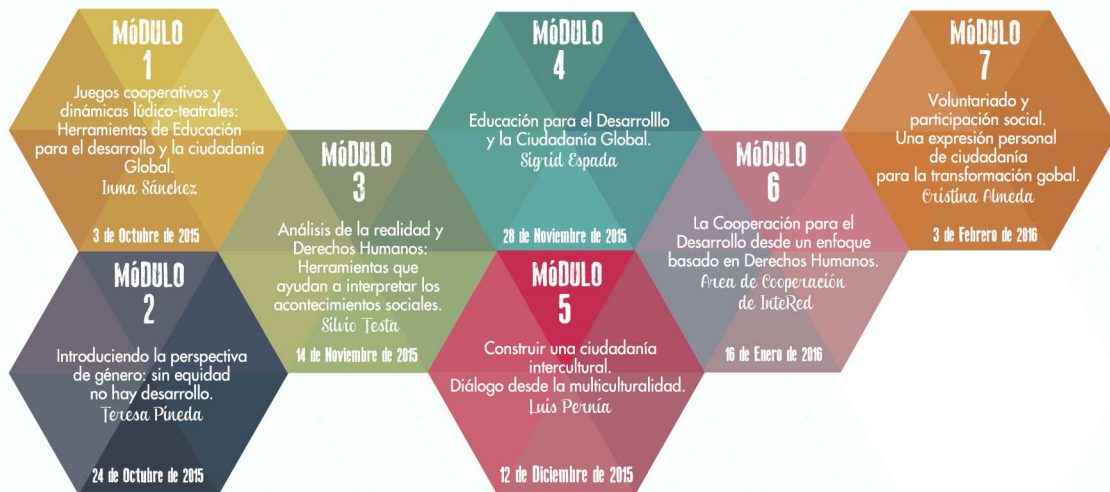 MóDULO
1
Juegos cooperativos y
dinámicas lúdico-teatrales:
Herramientas de Educación
para el desarrollo y la ciudadanía
Global.
Inma Sánchez
3 de Octubre de 2015
MóDULO
2
Introduciendo la perspectiva
de género: sin equidad
no hay desarrollo.
Teresa Pineda
24 de Octubre de 2015
MóDULO
3
Análisis de la realidad y
Derechos Humanos:
Herramientas que
ayudan a interpretar los
acontecimientos sociales.
Silvio Testa
14 de Noviembre de 2015
MóDULO
4
Educación para el Desarrolllo
y la Ciudadanía Global.
Sigrid Espada
28 de Noviembre de 2015
MóDULO
5
Construir una ciudadanía
intercultural.
Diálogo desde la multiculturalidad.
Luis Pernía
12 de Diciembre de 2015
MóDULO
6
La Cooperación para el
Desarrollo desde un enfoque
basado en Derechos Humanos.
Area de Cooperación
de InteRed
16 de Enero de 2016
MóDULO
7
Voluntariado y
participación social.
Una expresión personal
de ciudadanía
para la transformación gobal.
Cristina Almeda
3 de Febrero de 2016